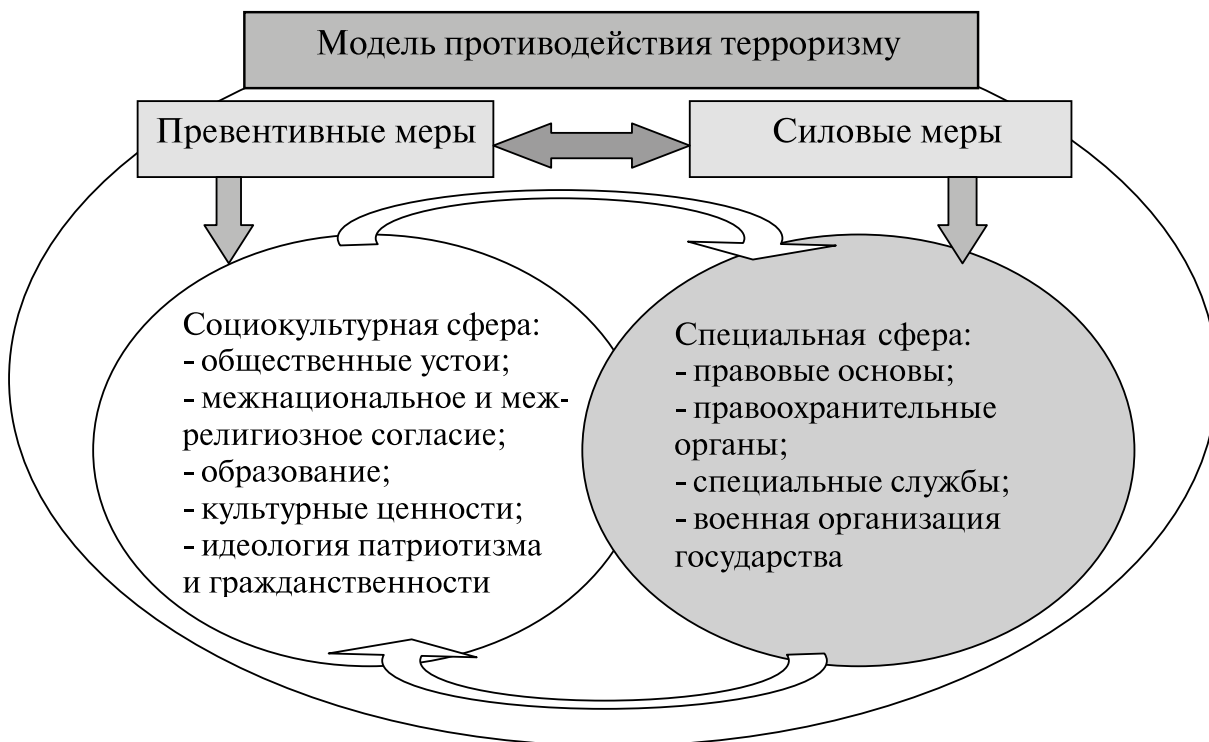 Модель противодействия терроризму
Превентивные меры
Силовые меры
Социокультурная сфера:
- общественные устои;
- межнациональное и меж-
религиозное согласие;
- образование;
- культурные ценности;
- идеология патриотизма
и гражданственности
Специальная сфера:
- правовые основы;
- правоохранительные
органы;
- специальные службы;
- военная организация
государства